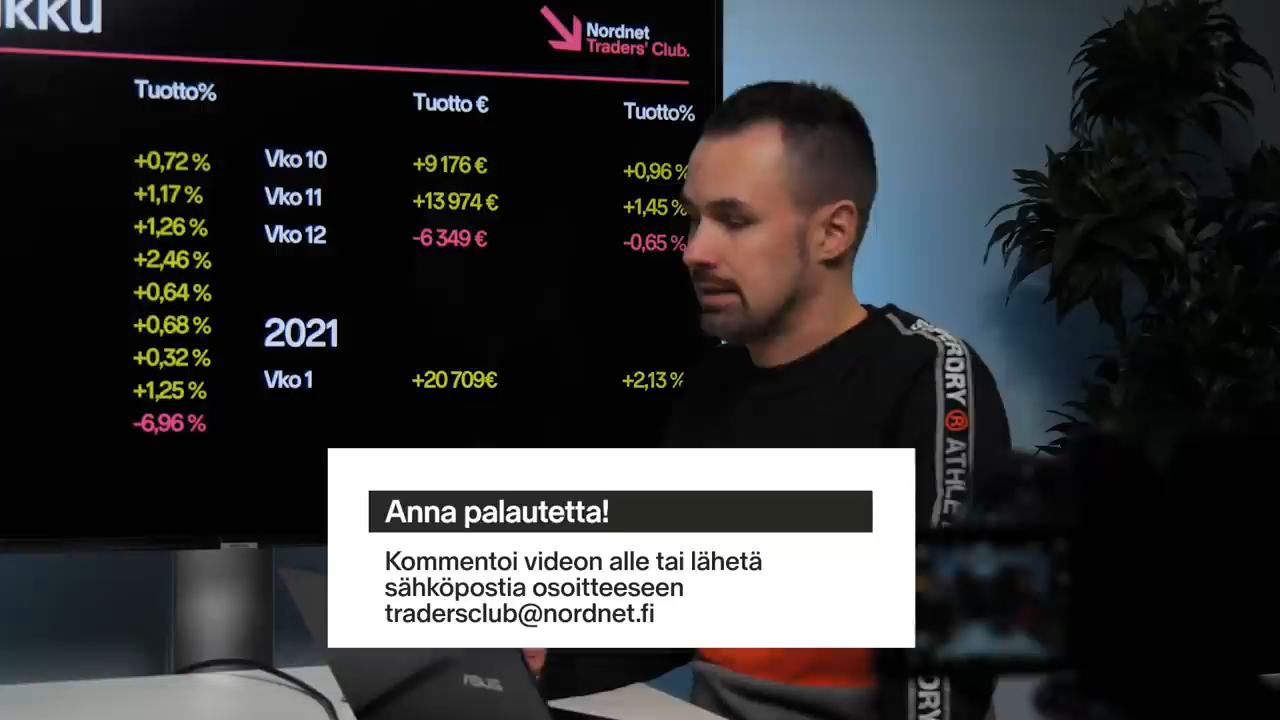 Nordnet
Traders' Club.
Tuotto%
Tuotto €
Tuotto%
+0,72 %
Vko 10
+9 176 €
+0,96 %
+1,17 %
Vko 11
+13 974 €
+1,45 %
+1,26 %
Vko 12
-6 349 €
-0,65 %
+2,46 %
+0,64 %
+0,68 %
2021
+0,32 %
Vko 1
+20 709€
+2,13 %
+1,25 %
-6,96 %
Anna palautetta!
Kommentoi videon alle tai lähetä
sähköpostia osoitteeseen
tradersclub@nordnet.fi
ASUS